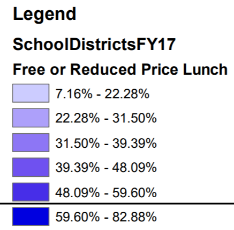 Legend
SchoolDistrictsFY17
Free or Reduced Price Lunch
7.16% - 22.28%
22.28% - 31.50%
31.50% - 39.39%
39.39% - 48.09%
48.09% - 59.60%
59.60% - 82.88%